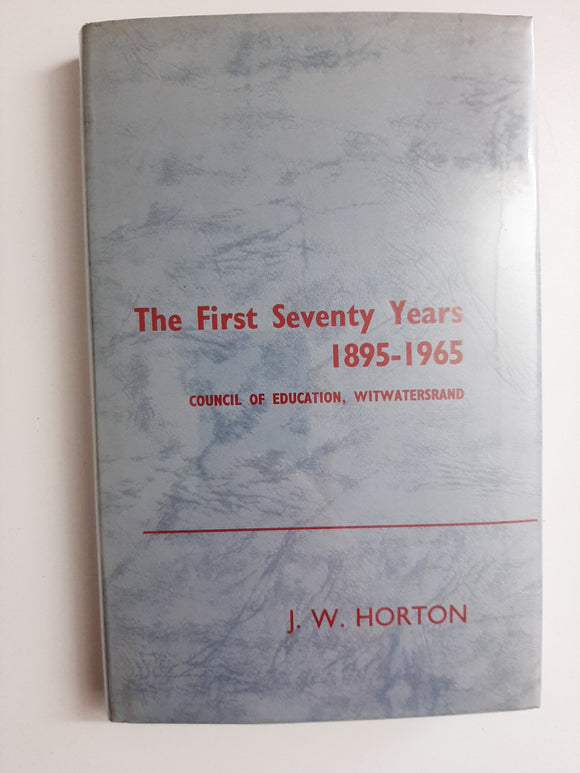 The First Seventy Years
1895-1965
COUNCIL OF EDUCATION, WITWATERSRAND
J. W. HORTON